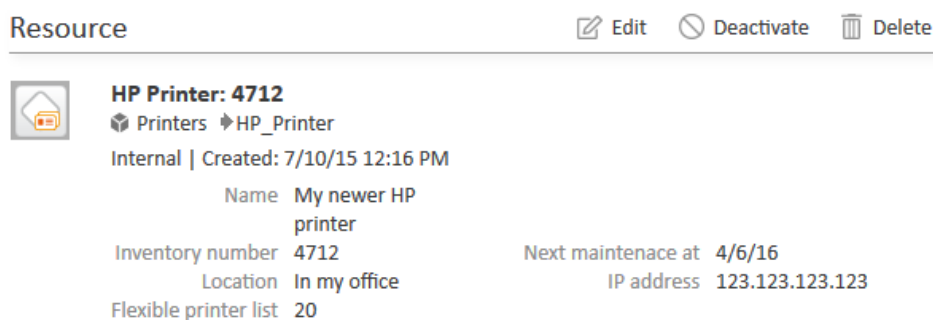 Resource Edit Deactivate Delete
HP Printer: 4712
Printers HP_Printer
Internal | Created: 7/10/15 12:16 PM
Name My newer HP
printer
Inventory number 4712 Next maintenace at 4/6/16
Location In my office IP address 123.123.123.123
Flexible printer list 20